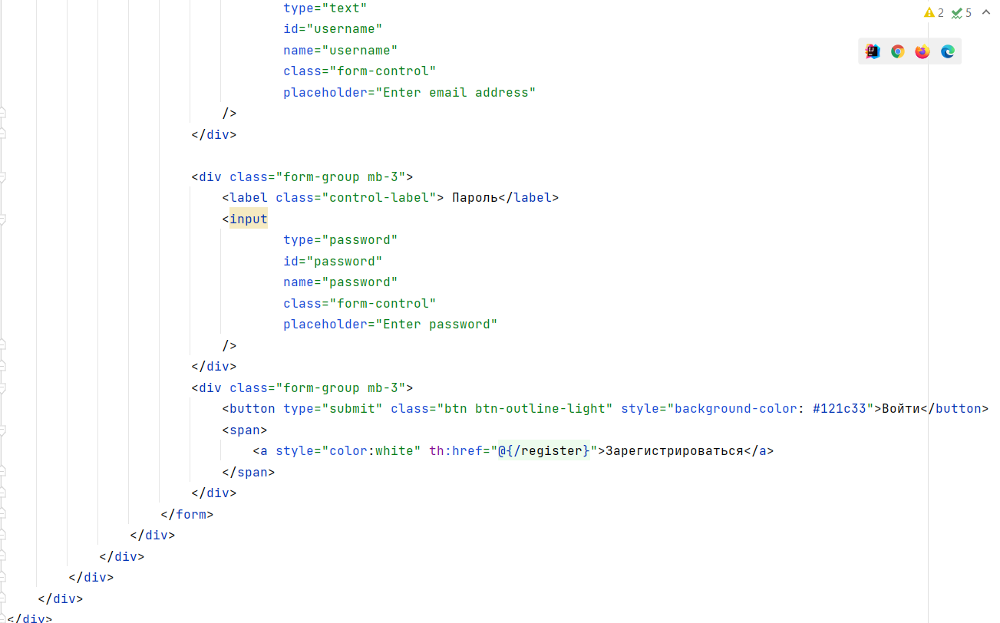 type="text"
2 5
id="username"
name="username"
class="form-control"
placeholder="Enter email address"
/>
</div>
<div class="form-group mb-3">
<label class="control-label"> Пароль</label>
<input
type="password"
id="password"
name="password"
class="form-control"
placeholder="Enter password"
/>
</div>
<div class="form-group mb-3">
<button type="submit" class="btn btn-outline-light" style="background-color: #121c33">Войти</button>
<span>
<a style="color:white" th:href="@{/register}">Зарегистрироваться</a>
</span>
</div>
</form>
</div>
</div>
</div>
</div>
</div>